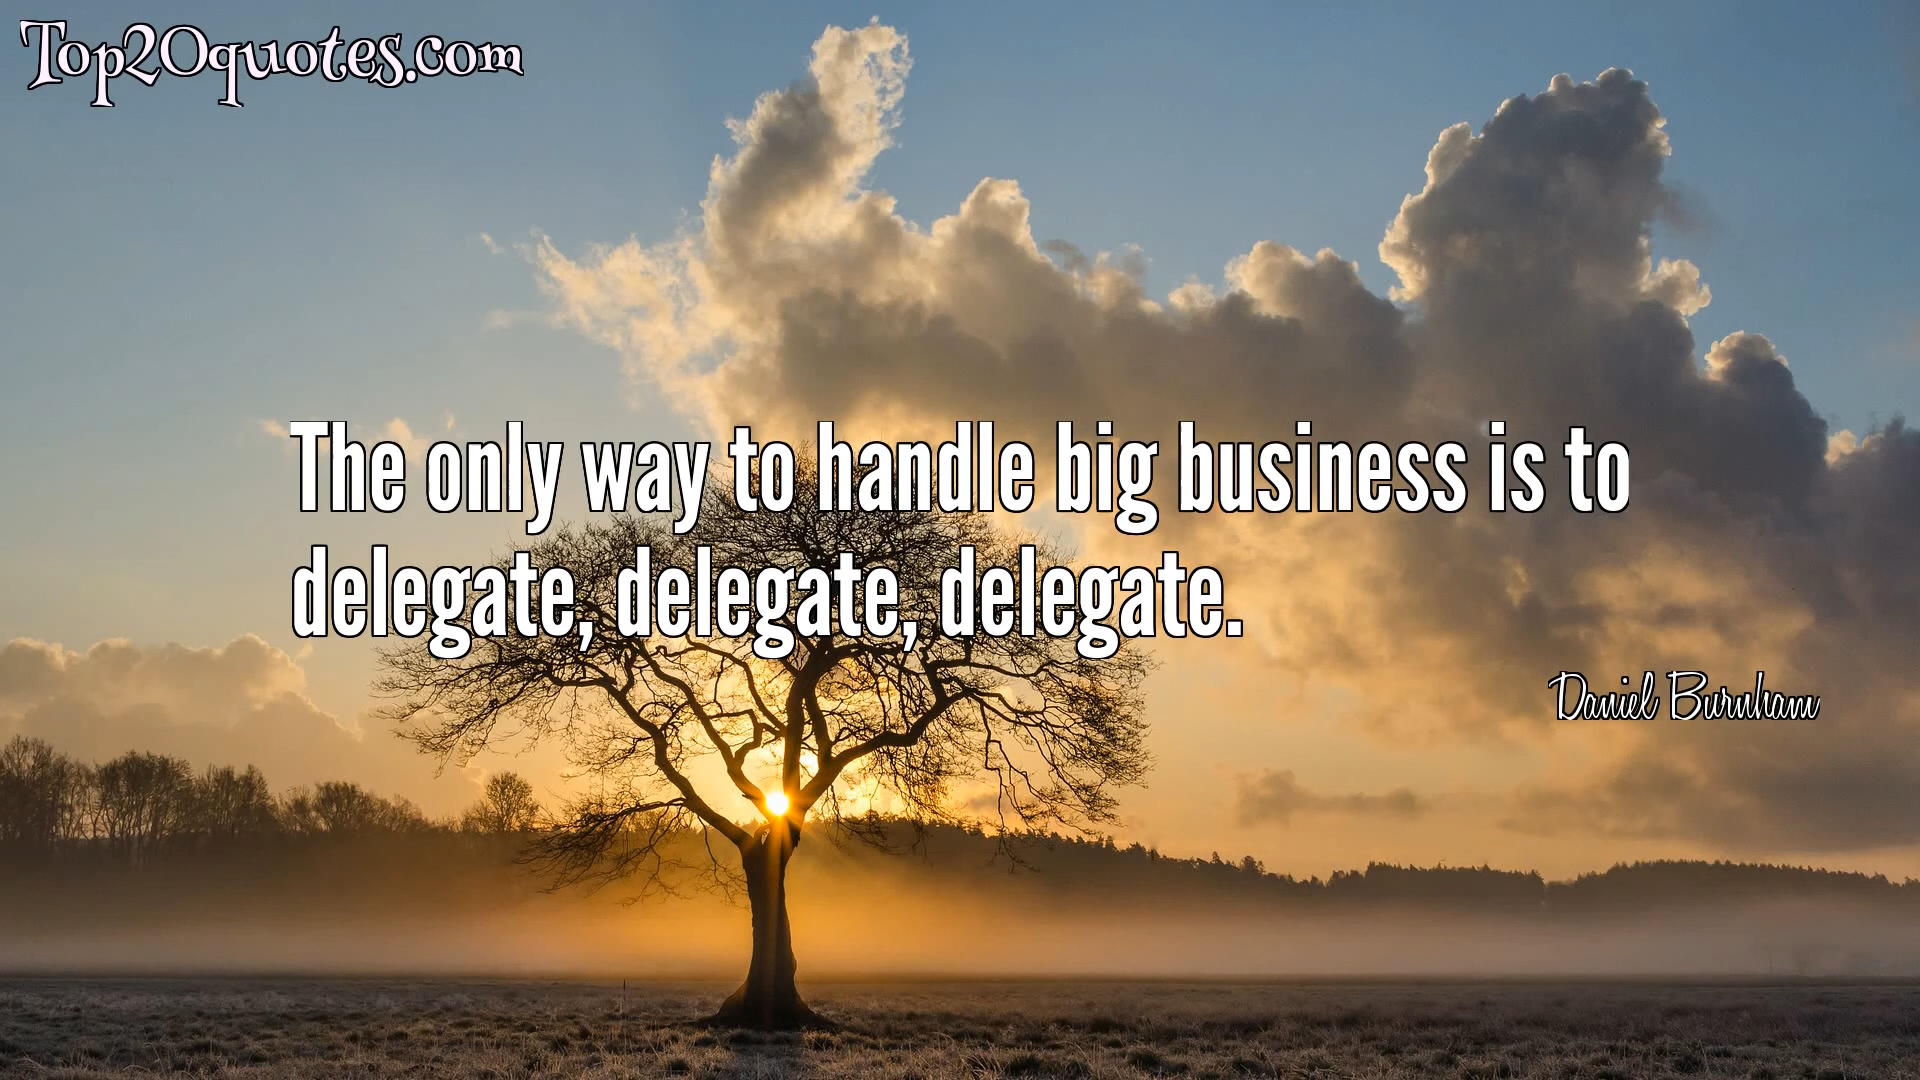 Top20quotes.com
The only way to handle big business is to
delegate, delegate, delegate.
Daniel Burnham